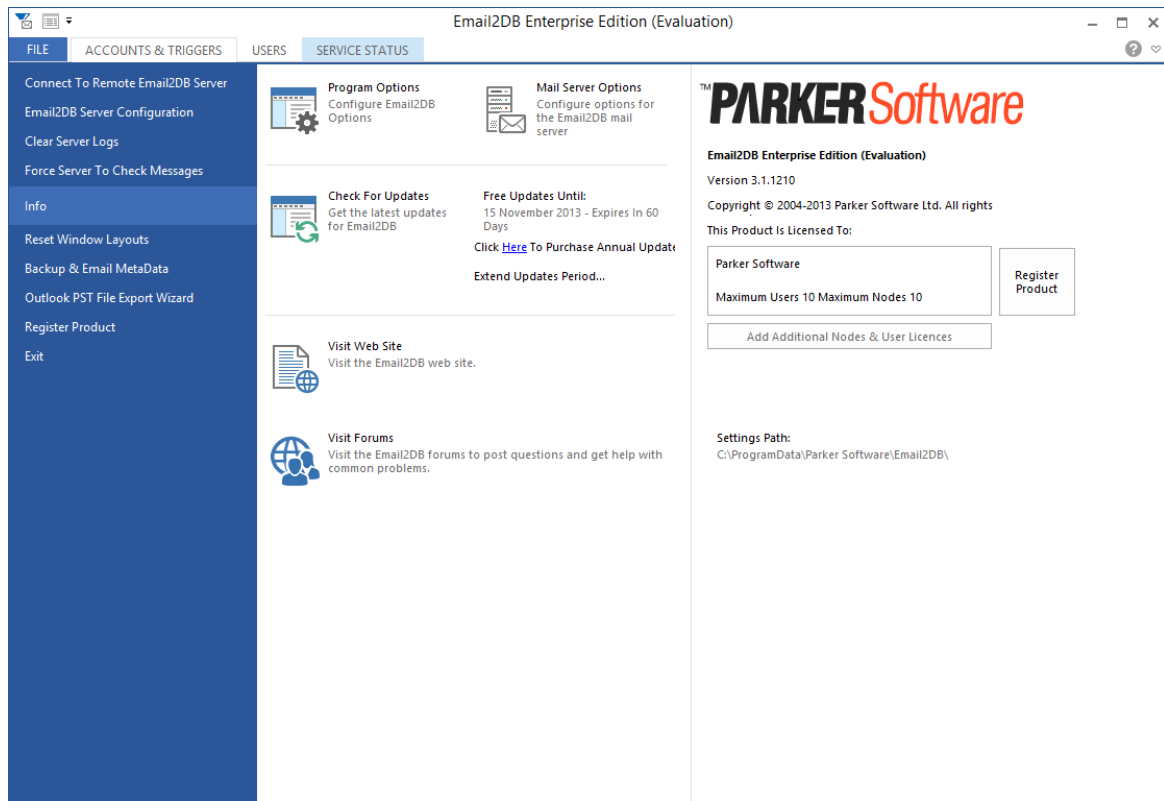 Email2DB Enterprise Edition (Evaluation)
FILE
ACCOUNTS & TRIGGERS
USERS
SERVICE STATUS
Connect To Remote Email2DB Server
Email2DB Server Configuration
Clear Server Logs
Force Server To Check Messages
Info
Reset Window Layouts
Backup & Email MetaData
Outlook PST File Export Wizard
Register Product
Exit
Program Options
Configure Email2DB
Options
Mail Server Options
Configure options for
the Email2DB mail
server
Check For Updates
Get the latest updates
for Email2DB
Free Updates Until:
15 November 2013 - Expires In 60
Days
Click Here To Purchase Annual Update
Extend Updates Period...
Visit Web Site
Visit the Email2DB web site.
Visit Forums
Visit the Email2DB forums to post questions and get help with
common problems.
™PARKER Software
Email2DB Enterprise Edition (Evaluation)
Version 3.1.1210
Copyright © 2004-2013 Parker Software Ltd. All rights
This Product Is Licensed To:
Parker Software
Maximum Users 10 Maximum Nodes 10
Register
Product
Add Additional Nodes & User Licences
Settings Path:
C:\ProgramData\Parker Software\Email2DB\